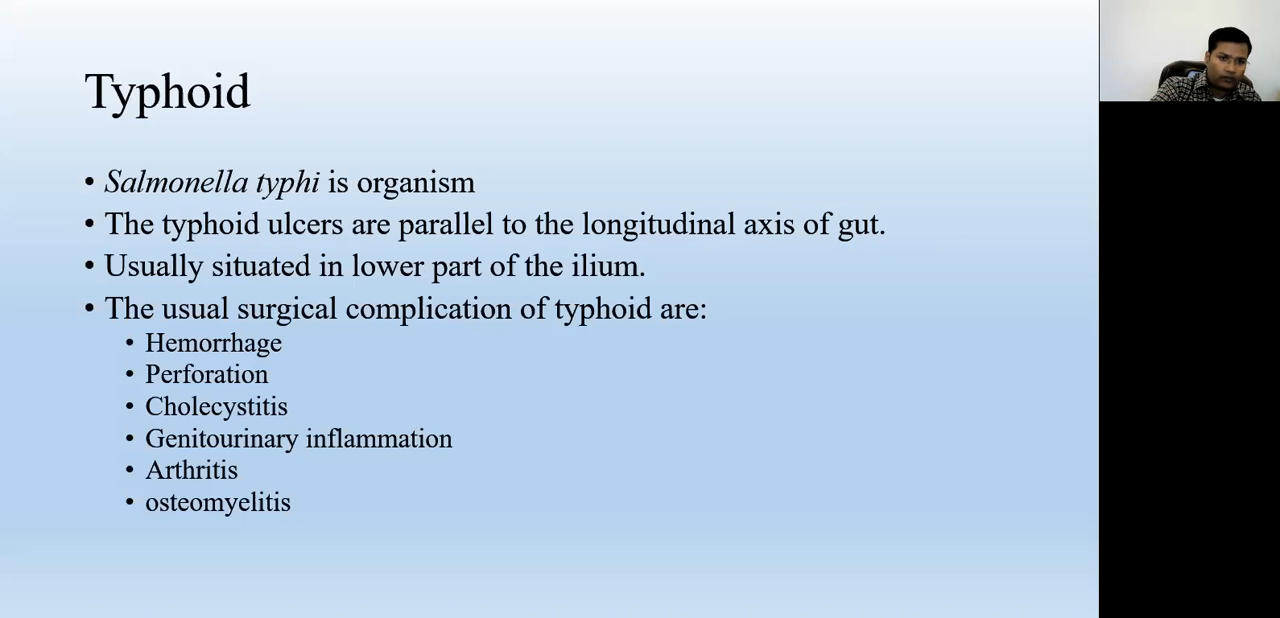 Typhoid
• Salmonella typhi is organism
• The typhoid ulcers are parallel to the longitudinal axis of gut.
• Usually situated in lower part of the ilium.
• The usual surgical complication of typhoid are:
• Hemorrhage
• Perforation
• Cholecystitis
• Genitourinary inflammation
• Arthritis
• osteomyelitis